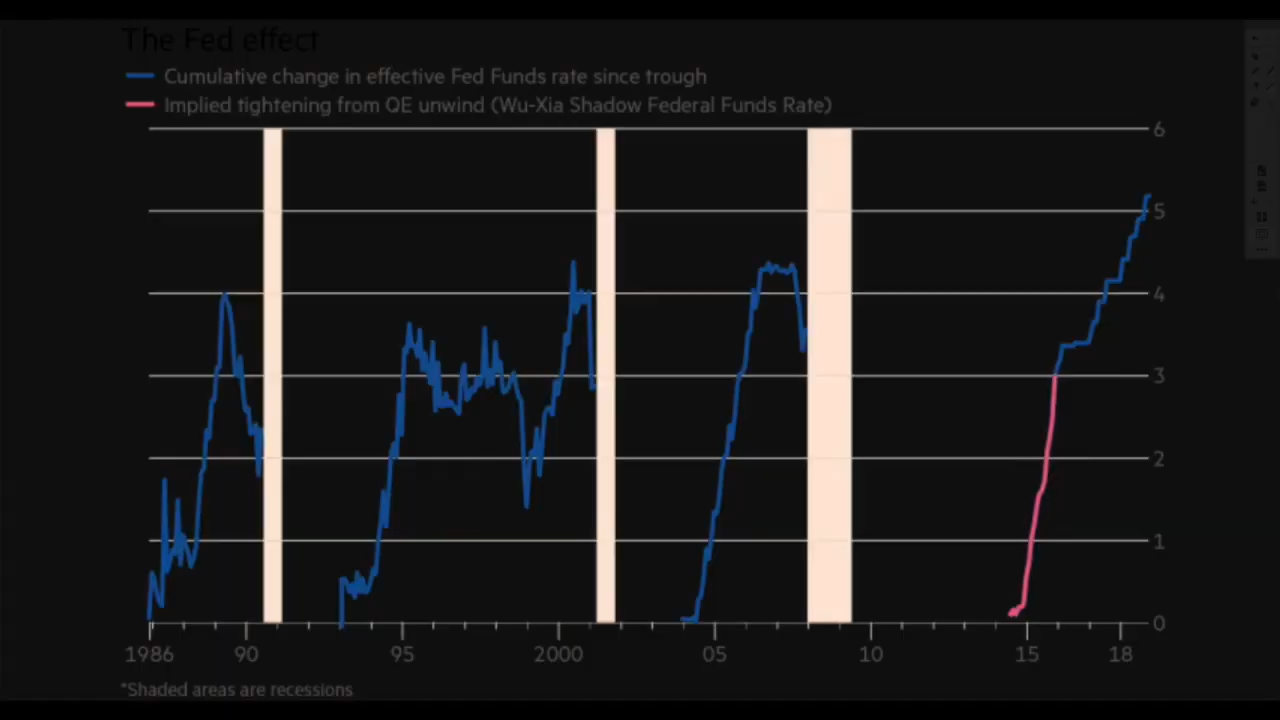 The Fed effect
Cumulative change in effective Fed Funds rate since trough
Implied tightening from QE unwind (Wu-Xia Shadow Federal Funds Rate)
6
5
4
3
2
1
0
1986 90 95 2000 05 10 15 18
*Shaded areas are recessions